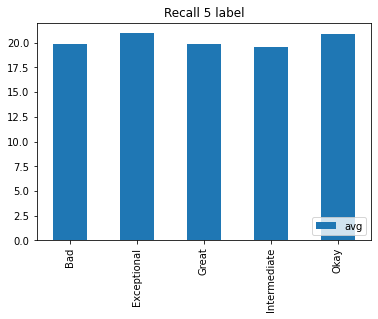 Recall 5 label
20.0
17.5
15.0
12.5
10.0
7.5
5.0
2.5
0.0
avg
Bad
Exceptional
Great
Intermediate
Okay